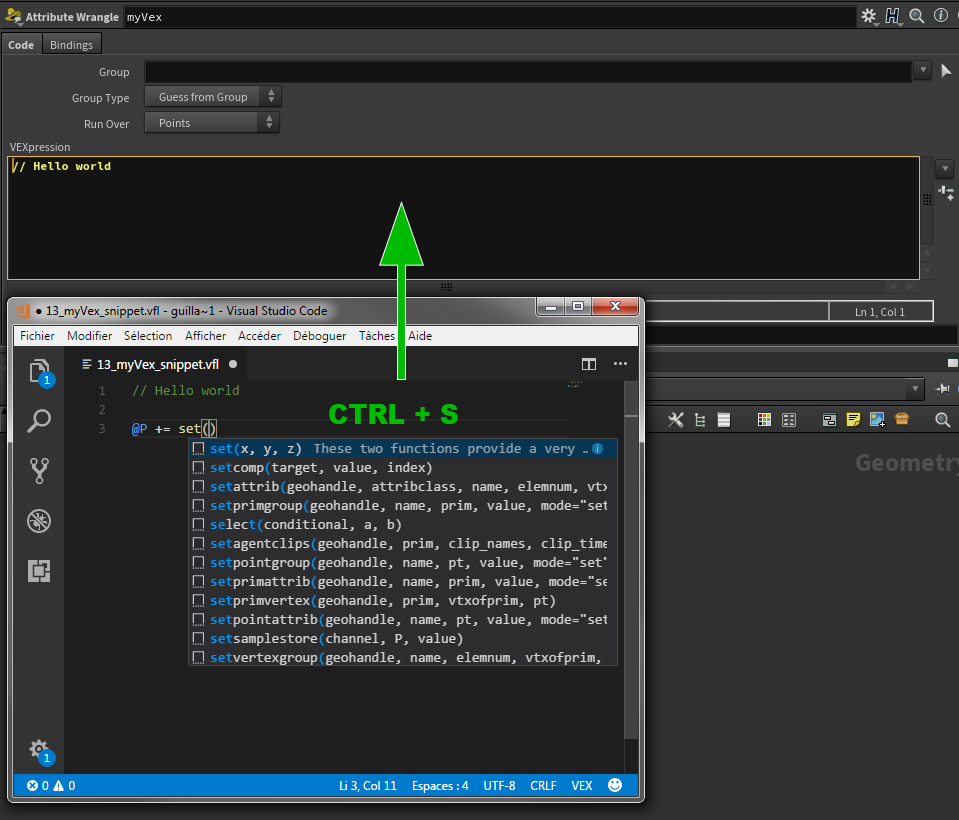 Attribute Wrangle myVex
Code Bindings
Group
Group Type Guess from Group
Run Over Points
VEXpression
// Hello world
Ln 1, Col 1
● 13_myVex_snippet.vfl - guilla~1 - Visual Studio Code
Fichier Modifier Sélection Afficher Accéder Déboguer Tâches Aide
13_myVex_snippet.vfl ●
1 // Hello world
2
CTRL + S
3 @P += set()
set(x, y, z) These two functions provide a very ..
setcomp(target, value, index)
setattrib(geohandle, attribclass, name, elemnum, vtx
setprimgroup(geohandle, name, prim, value, mode="set
select(conditional, a, b)
setagentclips(geohandle, prim, clip_names, clip_time
setpointgroup(geohandle, name, pt, value, mode="set"
setprimattrib(geohandle, name, prim, value, mode="se
setprimvertex(geohandle, prim, vtxofprim, pt)
setpointattrib(geohandle, name, pt, value, mode="set
setsamplestore(channel, P, value)
setvertexgroup(geohandle, name, elemnum, vtxofprim,
Geometry
1
1
0 0 Li 3, Col 11 Espaces : 4 UTF-8 CRLF VEX